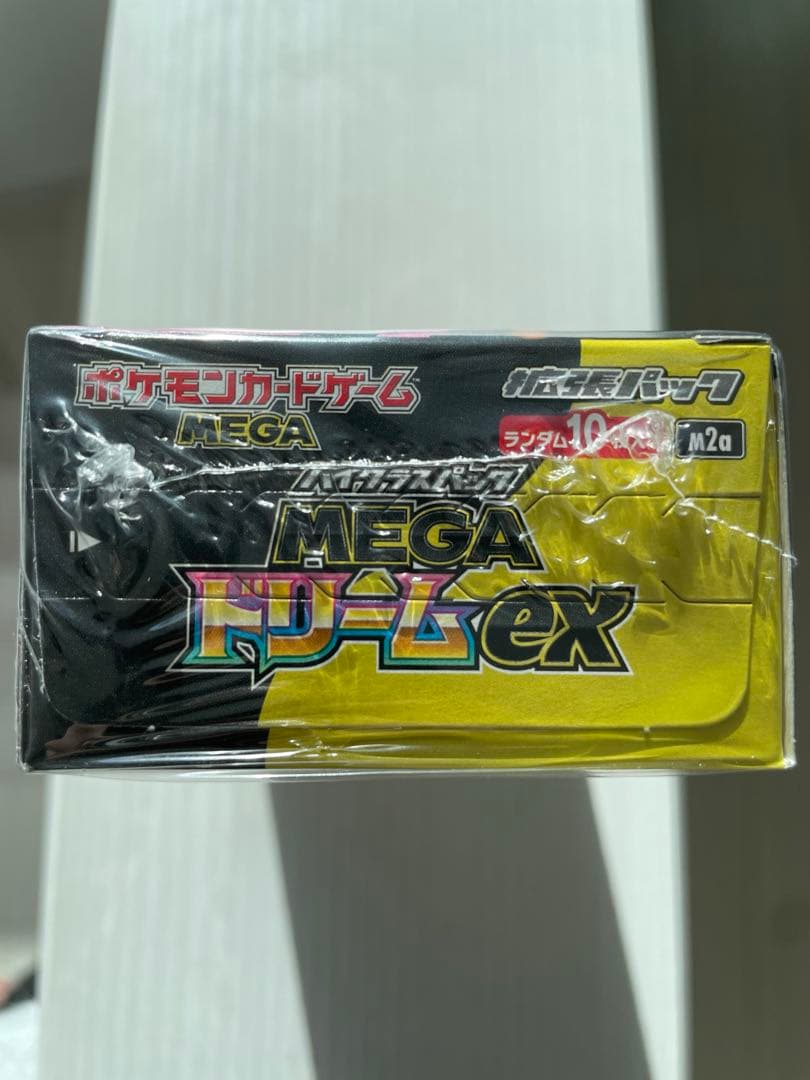 ポケモンカードゲーム™
MEGA
拡張パック
ランダム10
M2a
ハイクラスパック
MEGA
ドリームex